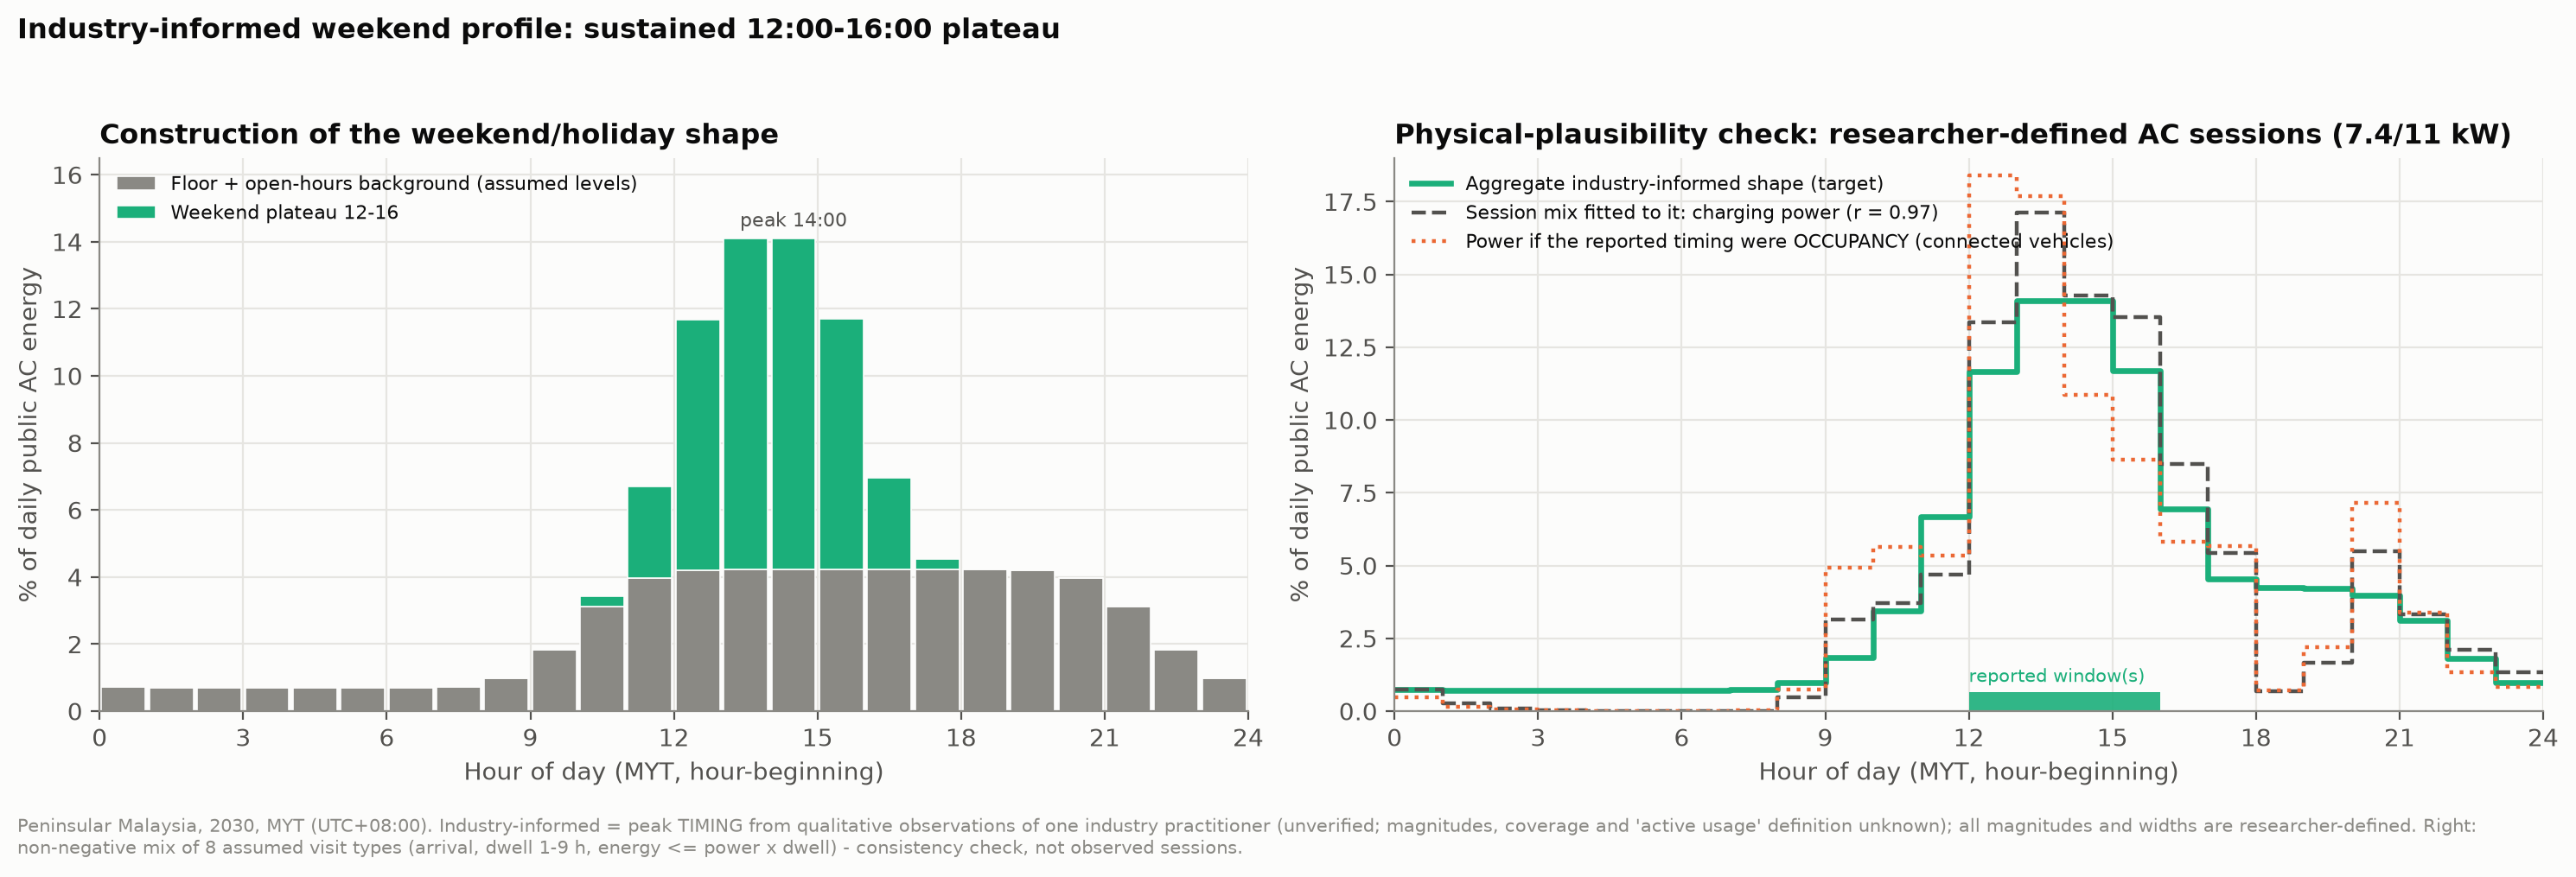 Industry-informed weekend profile: sustained 12:00-16:00 plateau
Construction of the weekend/holiday shape
% of daily public AC energy
16
14
12
10
8
6
4
2
0
Floor + open-hours background (assumed levels)
Weekend plateau 12-16
peak 14:00
0 3 6 9 12 15 18 21 24
Hour of day (MYT, hour-beginning)
Physical-plausibility check: researcher-defined AC sessions (7.4/11 kW)
% of daily public AC energy
17.5
15.0
12.5
10.0
7.5
5.0
2.5
0.0
Aggregate industry-informed shape (target)
Session mix fitted to it: charging power (r = 0.97)
Power if the reported timing were OCCUPANCY (connected vehicles)
reported window(s)
0 3 6 9 12 15 18 21 24
Hour of day (MYT, hour-beginning)
Peninsular Malaysia, 2030, MYT (UTC+08:00). Industry-informed = peak TIMING from qualitative observations of one industry practitioner (unverified; magnitudes, coverage and 'active usage' definition unknown); all magnitudes and widths are researcher-defined. Right:
non-negative mix of 8 assumed visit types (arrival, dwell 1-9 h, energy <= power x dwell) - consistency check, not observed sessions.